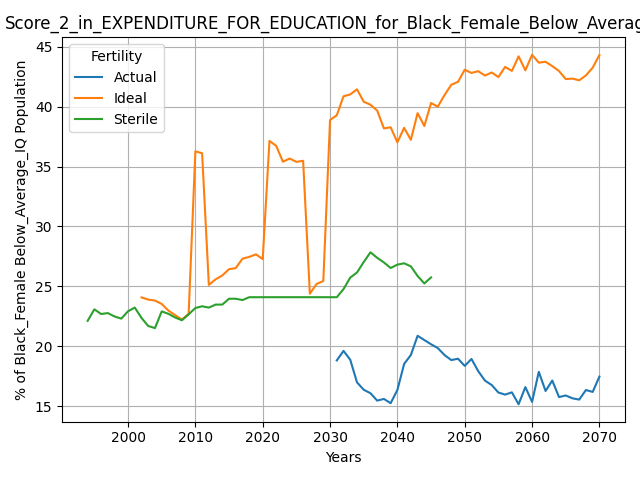 Score_2_in_EXPENDITURE_FOR_EDUCATION_for_Black_Female_Below_Averag
Fertility
Actual
Ideal
Sterile
% of Black_Female Below_Average_IQ Population
45
40
35
30
25
20
15
2000
2010
2020
2030
2040
2050
2060
2070
Years